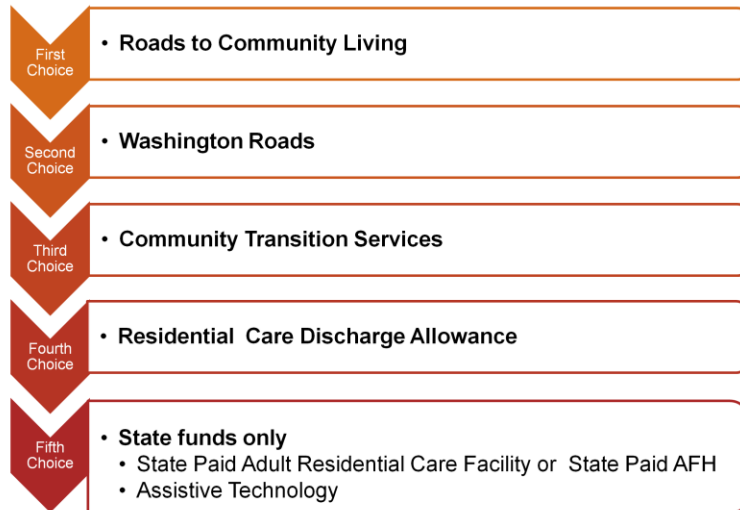 First
Choice
• Roads to Community Living
Second
Choice
• Washington Roads
Third
Choice
• Community Transition Services
Fourth
Choice
• Residential Care Discharge Allowance
Fifth
Choice
• State funds only
• State Paid Adult Residential Care Facility or State Paid AFH
• Assistive Technology